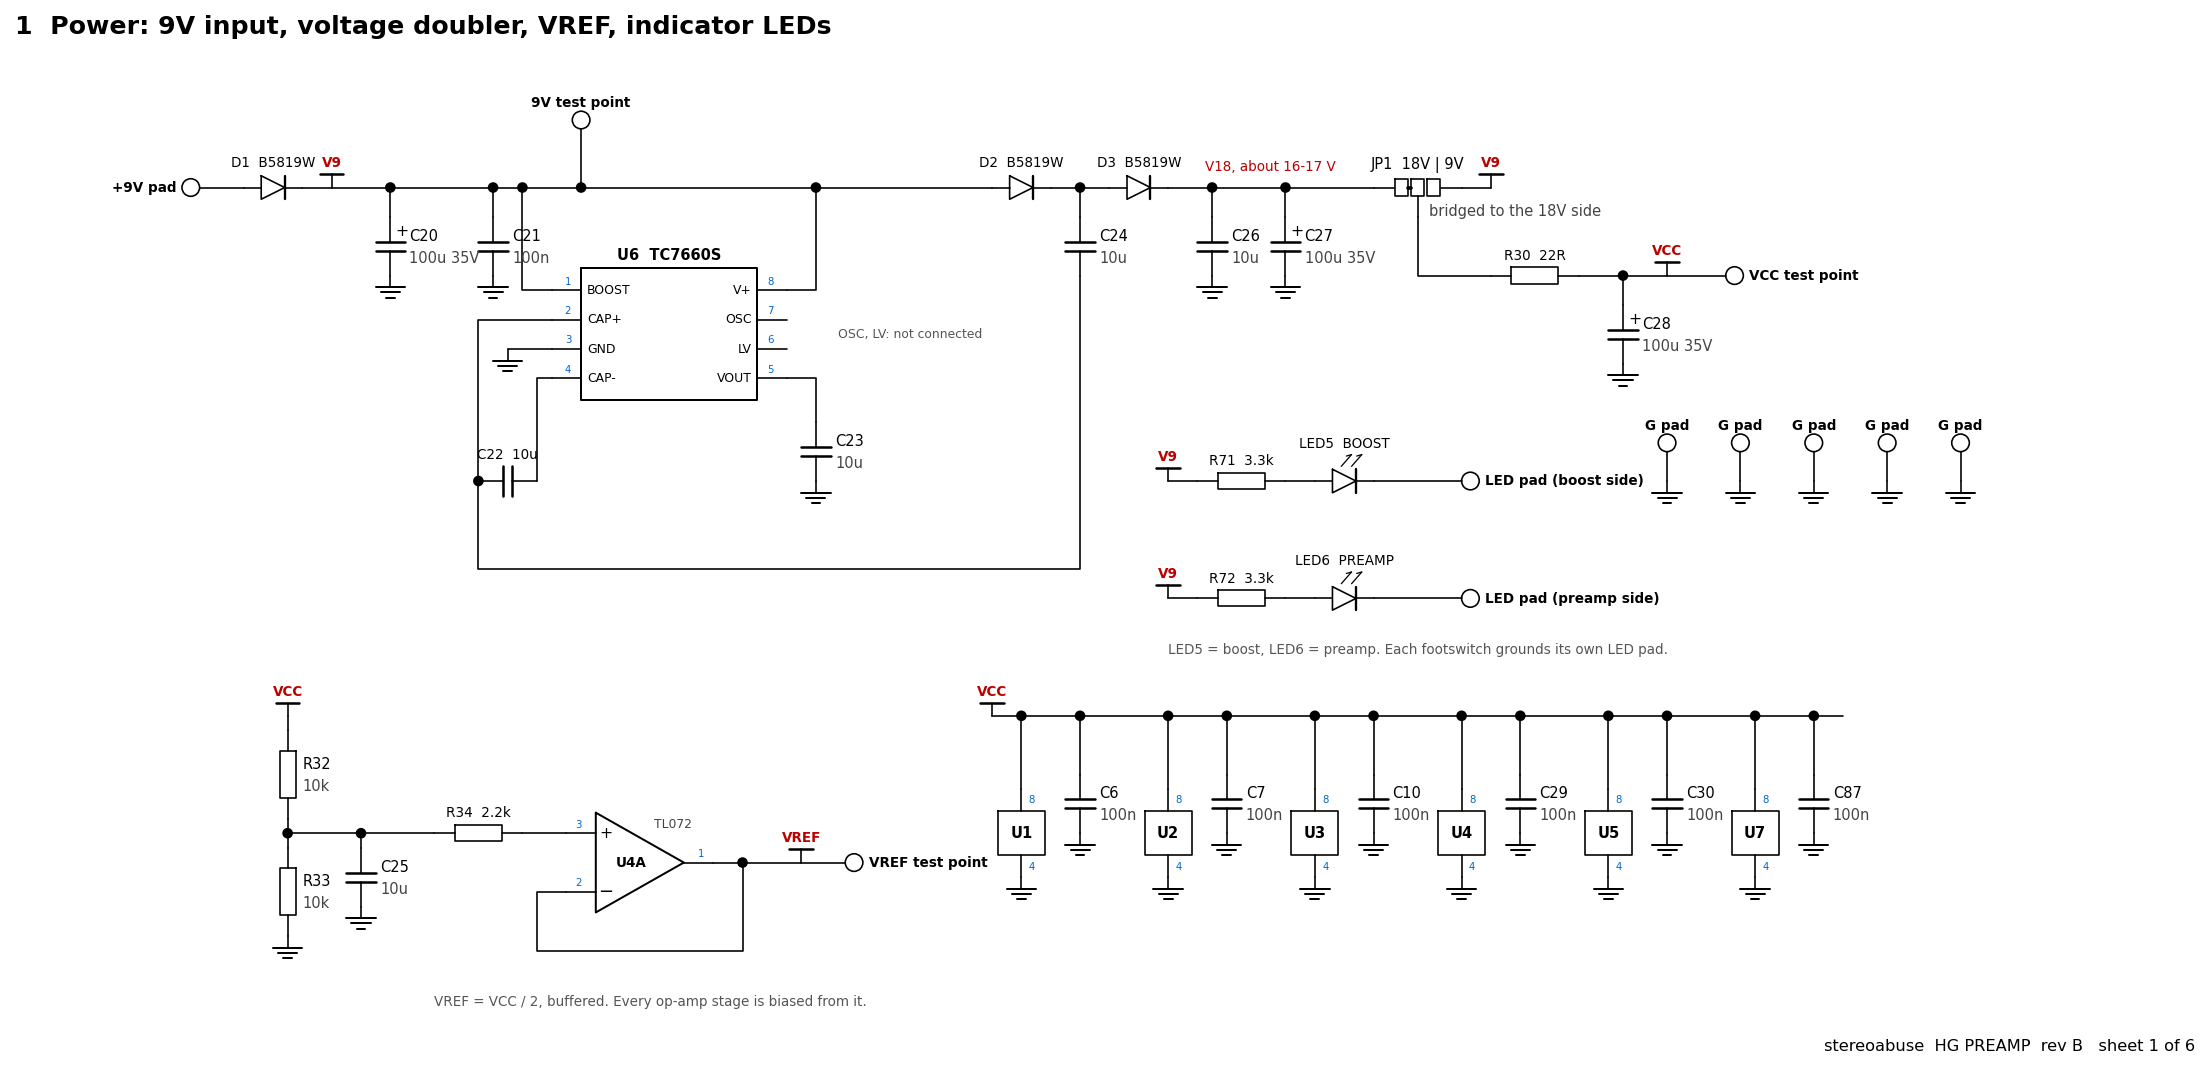 1  Power: 9V input, voltage doubler, VREF, indicator LEDs
9V test point
+9V pad
D1  B5819W
V9
D2  B5819W
D3  B5819W
V18, about 16-17 V
JP1  18V | 9V
V9
bridged to the 18V side
+
C20
100u 35V
C21
100n
U6  TC7660S
1
BOOST
2
CAP+
3
GND
4
CAP-
8
V+
7
OSC
6
LV
5
VOUT
OSC, LV: not connected
C24
10u
C26
10u
+
C27
100u 35V
R30  22R
VCC
VCC test point
+
C28
100u 35V
C22  10u
C23
10u
V9
R71  3.3k
LED5  BOOST
LED pad (boost side)
G pad
G pad
G pad
G pad
G pad
V9
R72  3.3k
LED6  PREAMP
LED pad (preamp side)
LED5 = boost, LED6 = preamp. Each footswitch grounds its own LED pad.
VCC
R32
10k
R33
10k
C25
10u
R34  2.2k
3
+
2
−
U4A
TL072
1
VREF
VREF test point
VREF = VCC / 2, buffered. Every op-amp stage is biased from it.
VCC
8
U1
4
C6
100n
8
U2
4
C7
100n
8
U3
4
C10
100n
8
U4
4
C29
100n
8
U5
4
C30
100n
8
U7
4
C87
100n
stereoabuse  HG PREAMP  rev B   sheet 1 of 6